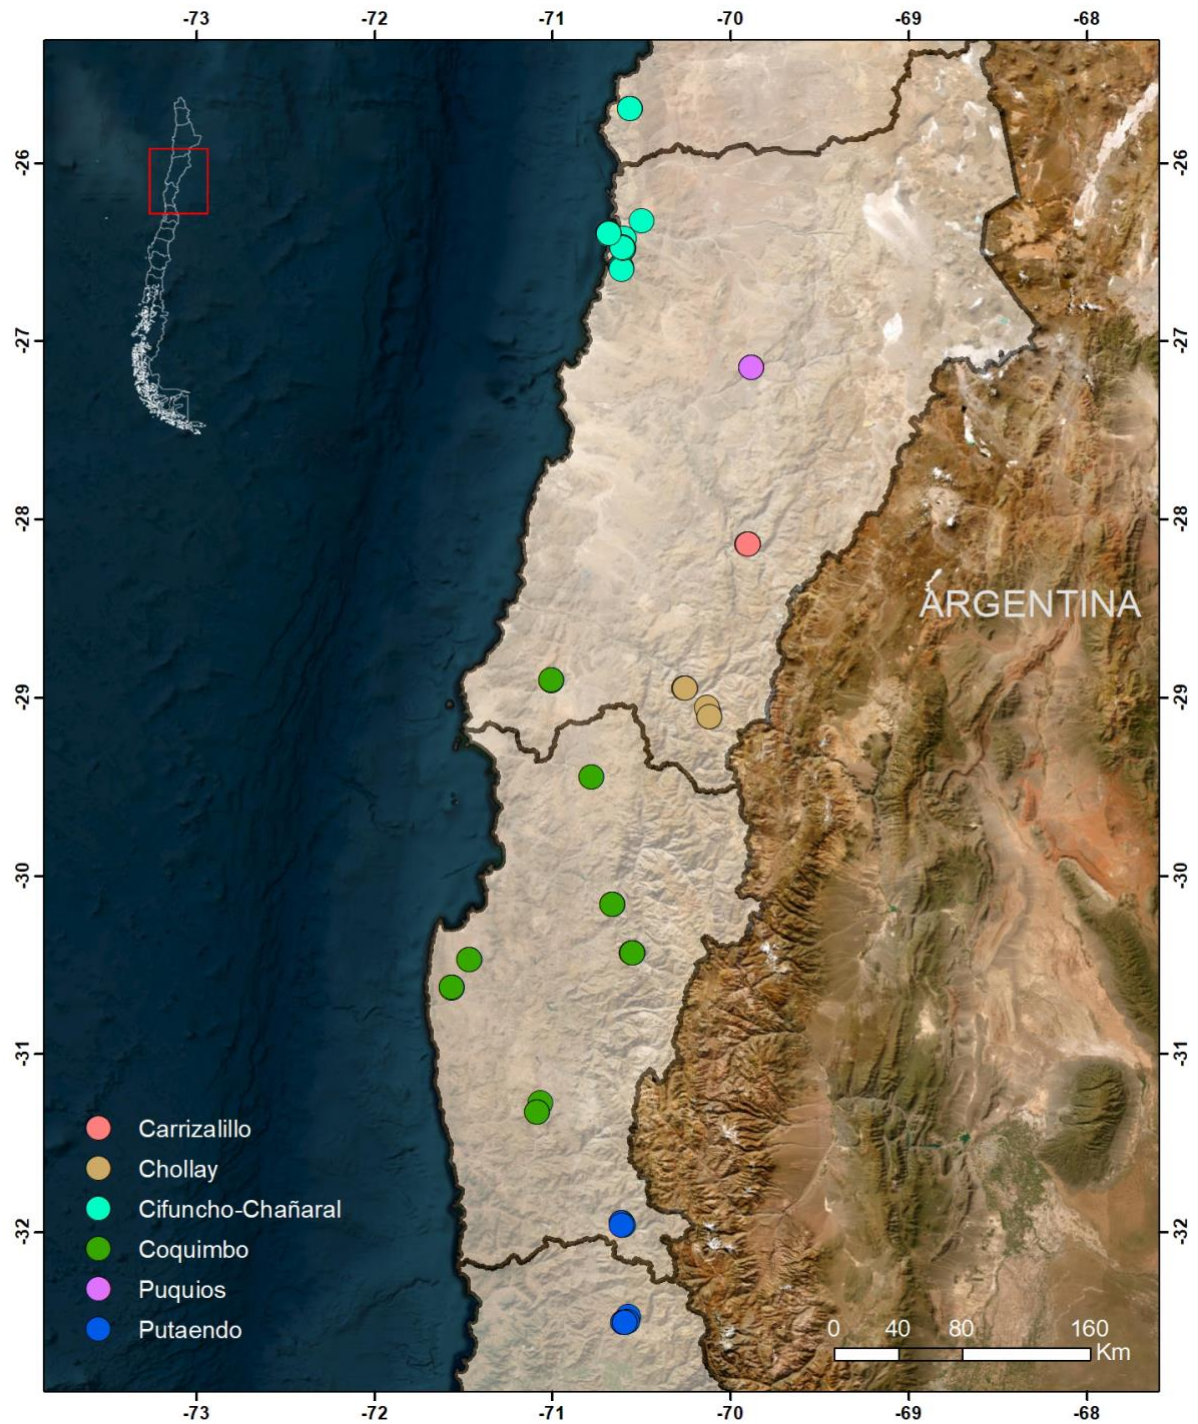 -73 -72 -71 -70 -69 -68
-26 -26
-27 -27
-28 -28
ARGENTINA
-29 -29
-30 -30
-31 -31
Carrizalillo
Chollay
Cifuncho-Chañaral
-32 -32
Coquimbo
Puquios
Putaendo
0 40 80 160
Km
-73 -72 -71 -70 -69 -68